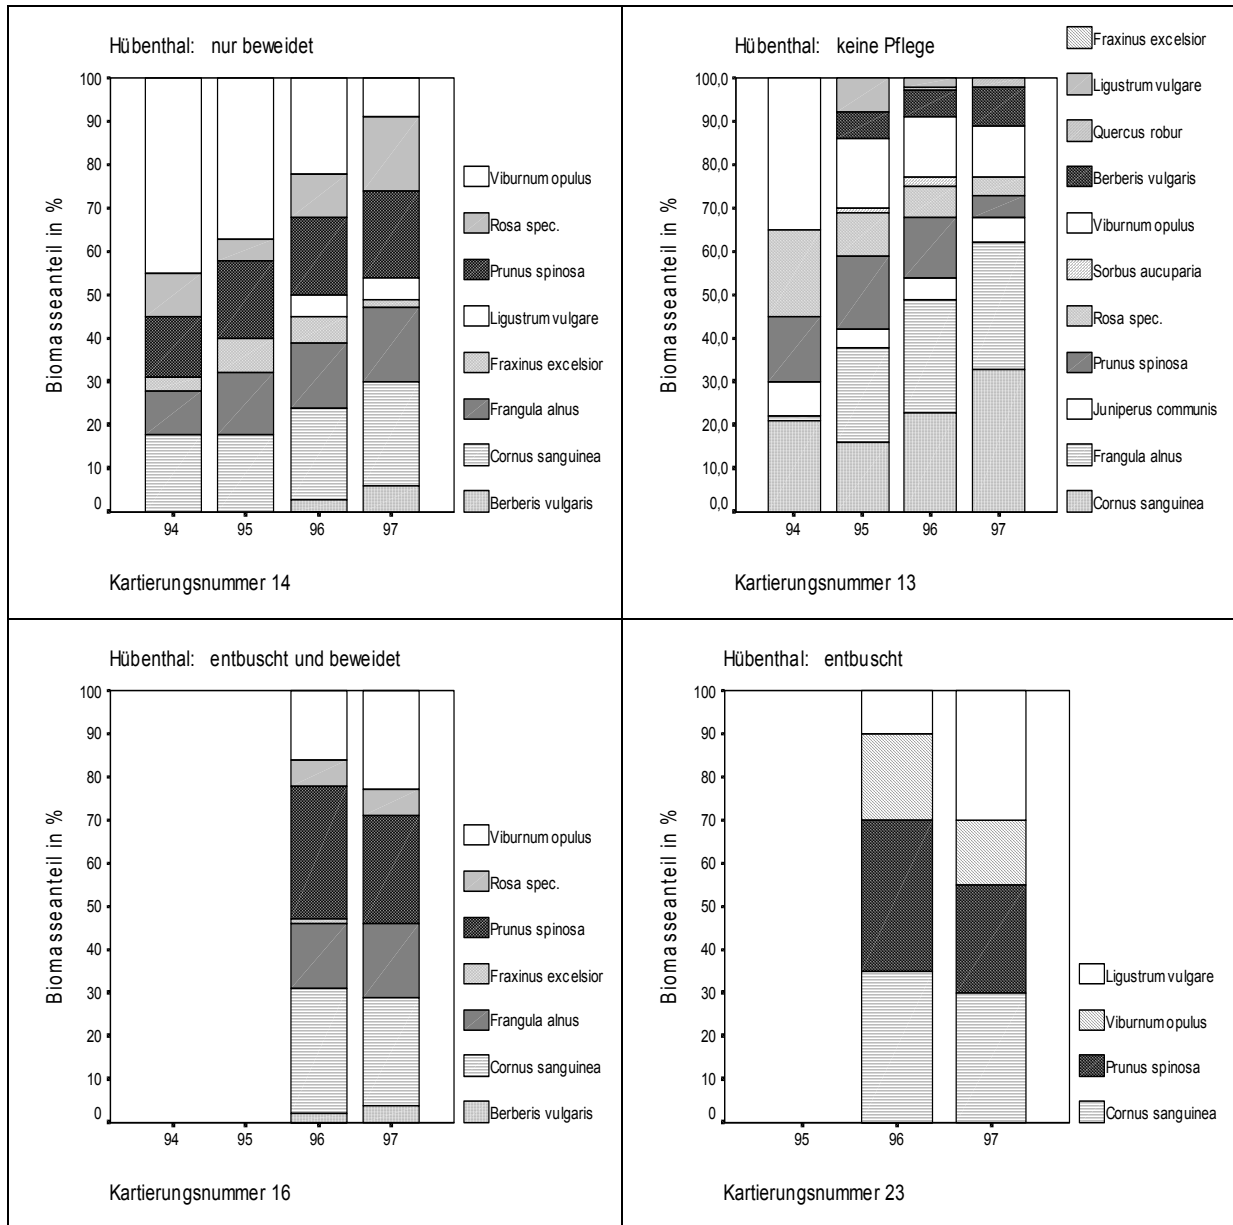 Hübenthal: nur beweidet
Biomasseanteil in %
100
90
80
70
60
50
40
30
20
10
0
94 95 96 97
Viburnum opulus
Rosa spec.
Prunus spinosa
Ligustrum vulgare
Fraxinus excelsior
Frangula alnus
Cornus sanguinea
Berberis vulgaris
Kartierungsnummer 14
Hübenthal: keine Pflege
Biomasseanteil in %
100,0
90,0
80,0
70,0
60,0
50,0
40,0
30,0
20,0
10,0
0,0
94 95 96 97
Fraxinus excelsior
Ligustrum vulgare
Quercus robur
Berberis vulgaris
Viburnum opulus
Sorbus aucuparia
Rosa spec.
Prunus spinosa
Juniperus communis
Frangula alnus
Cornus sanguinea
Kartierungsnummer 13
Hübenthal: entbuscht und beweidet
Biomasseanteil in %
100
90
80
70
60
50
40
30
20
10
0
94 95 96 97
Viburnum opulus
Rosa spec.
Prunus spinosa
Fraxinus excelsior
Frangula alnus
Cornus sanguinea
Berberis vulgaris
Kartierungsnummer 16
Hübenthal: entbuscht
Biomasseanteil in %
100
90
80
70
60
50
40
30
20
10
0
95 96 97
Ligustrum vulgare
Viburnum opulus
Prunus spinosa
Cornus sanguinea
Kartierungsnummer 23